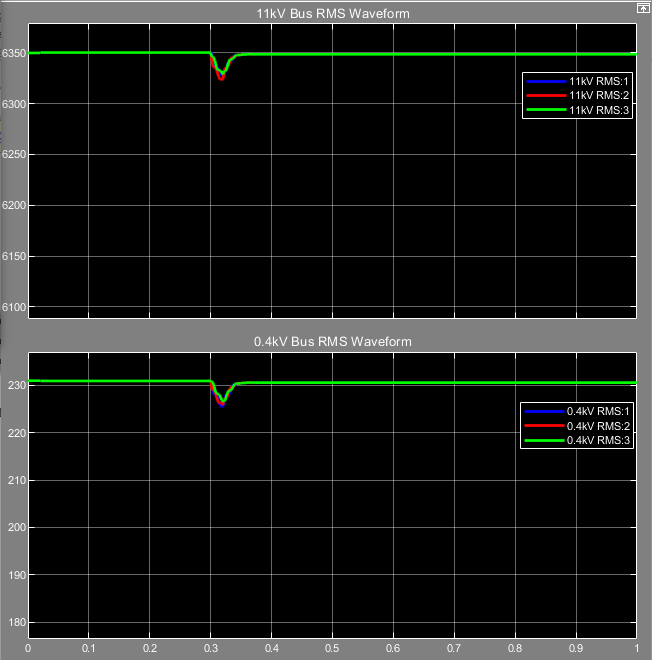 11kV Bus RMS Waveform
6350
6300
6250
6200
6150
6100
11kV RMS:1
11kV RMS:2
11kV RMS:3
0.4kV Bus RMS Waveform
230
220
210
200
190
180
0.4kV RMS:1
0.4kV RMS:2
0.4kV RMS:3
0 0.1 0.2 0.3 0.4 0.5 0.6 0.7 0.8 0.9 1